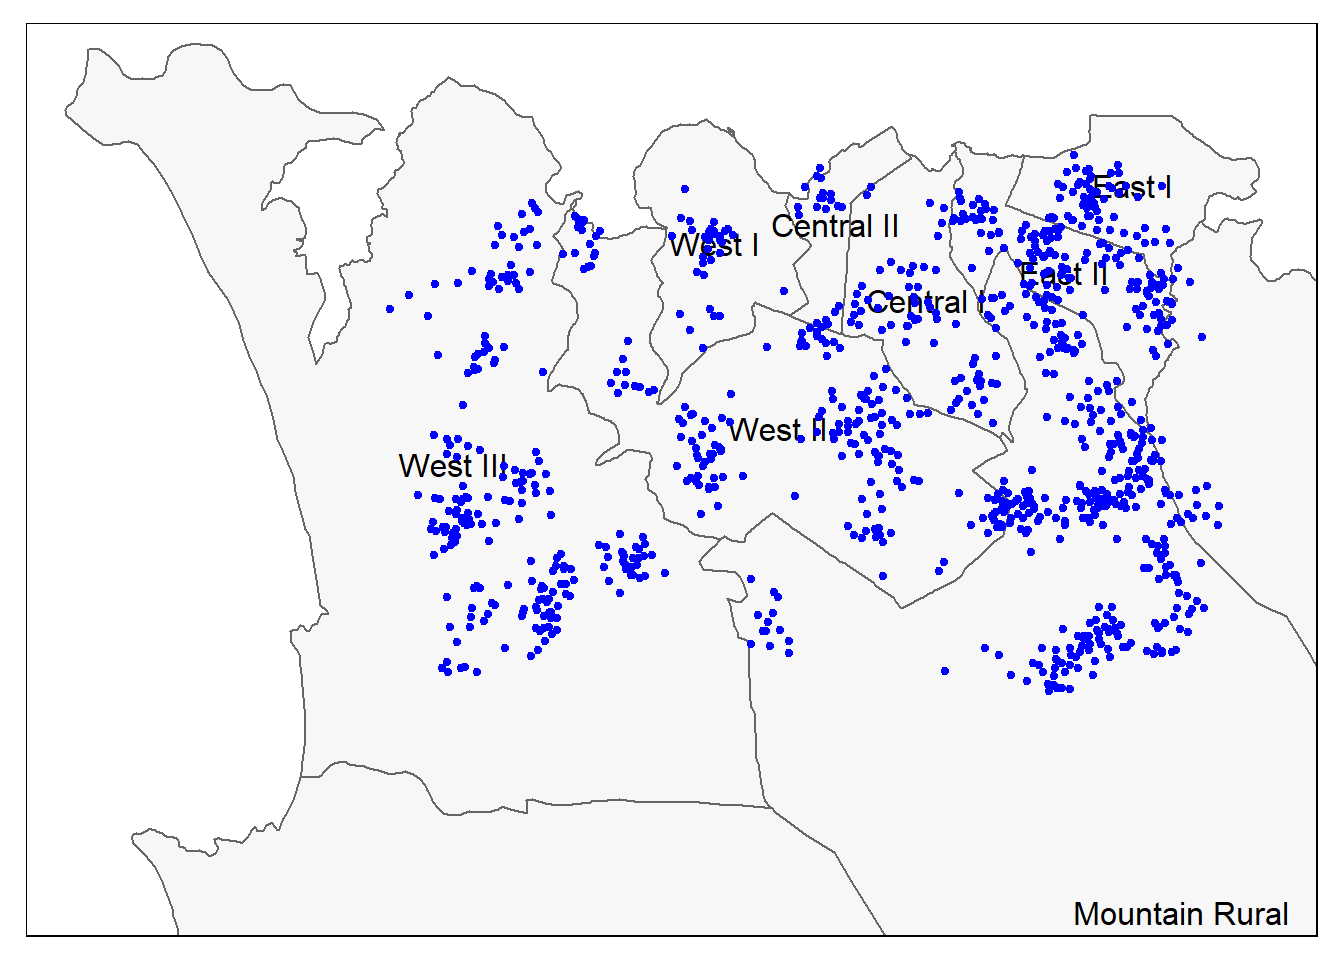 East I
Central II
West I
East II
Central I
West II
West III
Mountain Rural